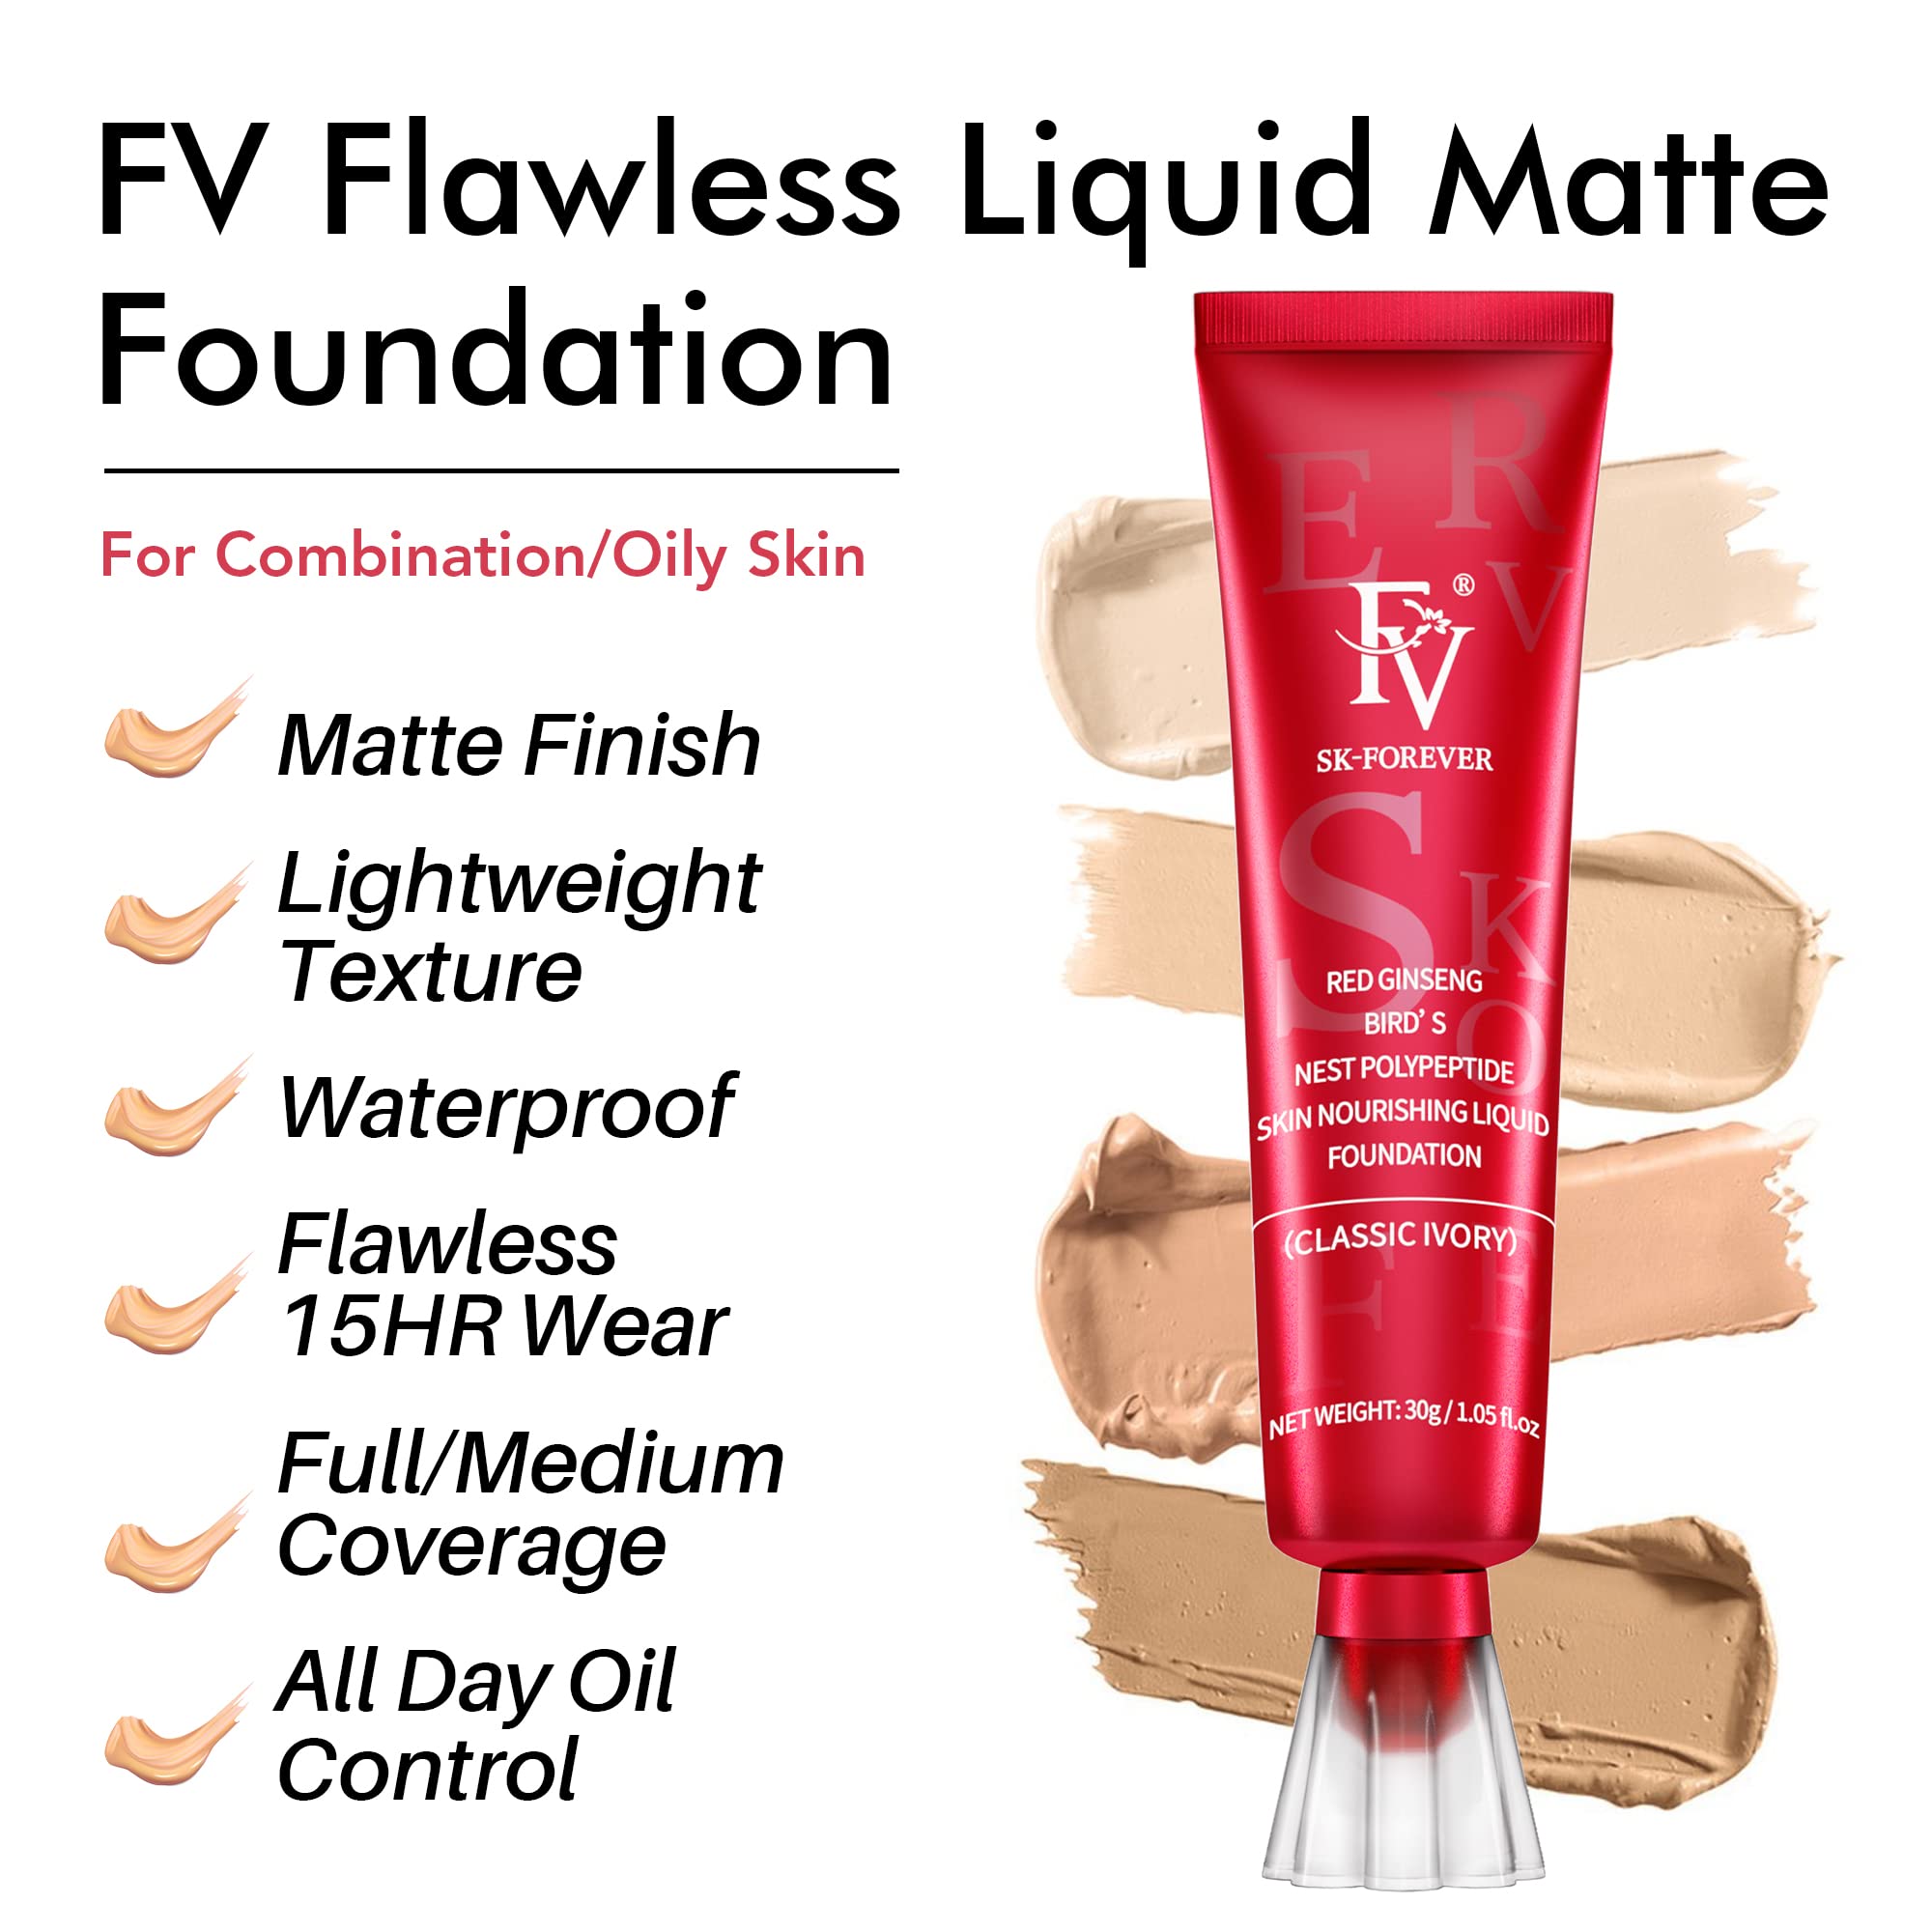 FV Flawless Liquid Matte
Foundation
For Combination/Oily Skin
Matte Finish
Lightweight
Texture
Waterproof
Flawless
15HR Wear
Full/Medium
Coverage
All Day Oil
Control
E R
V
FV®
SK-FOREVER
S K
O
RED GINSENG
BIRD' S
NEST POLYPEPTIDE
SKIN NOURISHING LIQUID
FOUNDATION
(CLASSIC IVORY)
F E
NET WEIGHT: 30g / 1.05 fl.oz